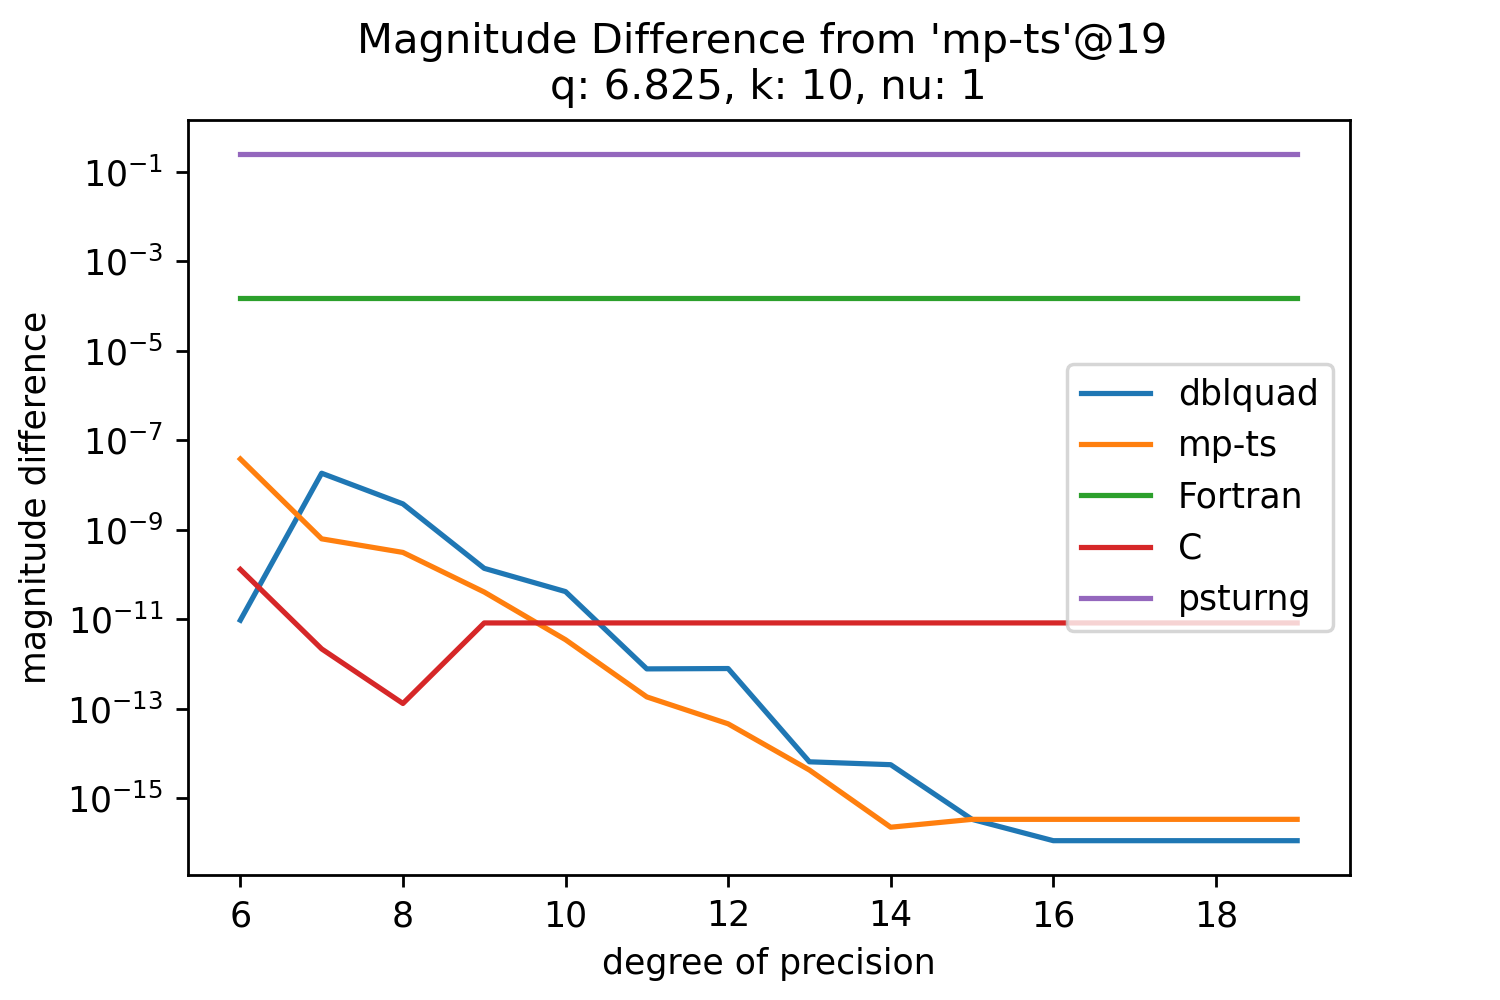 Magnitude Difference from 'mp-ts'@19
q: 6.825, k: 10, nu: 1
magnitude difference
10⁻¹
10⁻³
10⁻⁵
10⁻⁷
10⁻⁹
10⁻¹¹
10⁻¹³
10⁻¹⁵
dblquad
mp-ts
Fortran
C
psturng
6 8 10 12 14 16 18
degree of precision